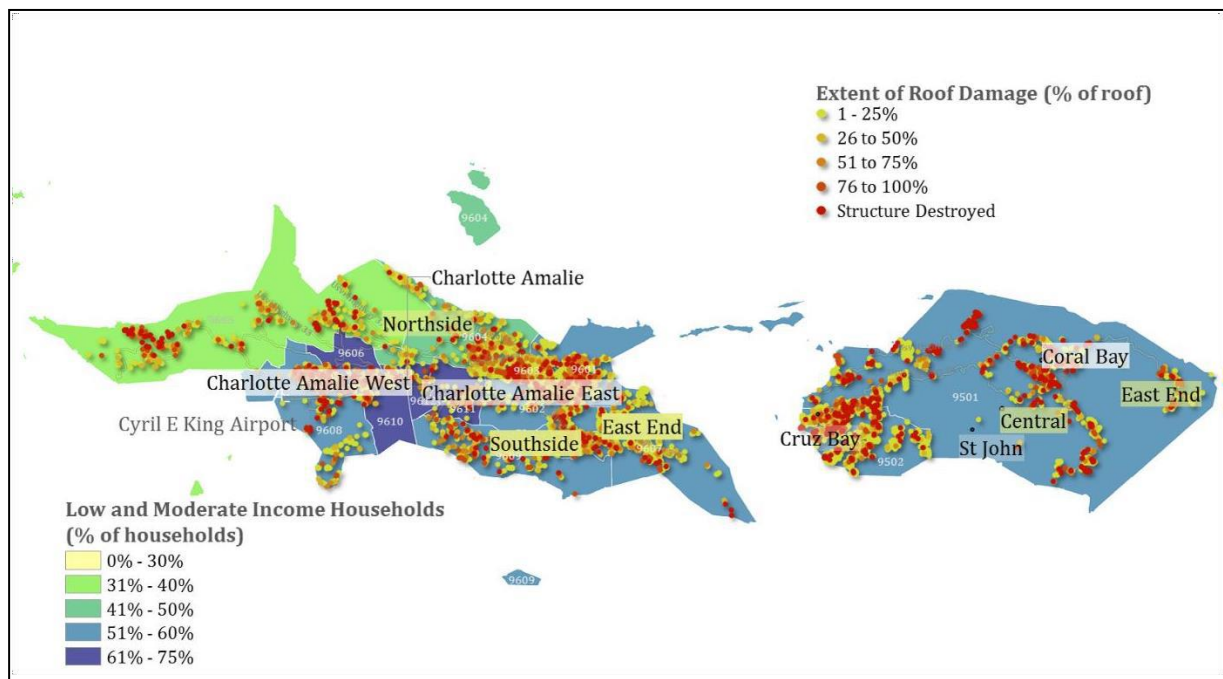 Extent of Roof Damage (% of roof)
1 - 25%
26 to 50%
51 to 75%
76 to 100%
Structure Destroyed
9604
Charlotte Amalie
Northside
9604
9606
Coral Bay
Charlotte Amalie West
Charlotte Amalie East
9611
9602
9501
East End
Cyril E King Airport
9608
9610
East End
Central
Southside
Cruz Bay
St John
9502
Low and Moderate Income Households
(% of households)
0% - 30%
31% - 40%
41% - 50%
51% - 60%
61% - 75%
9609